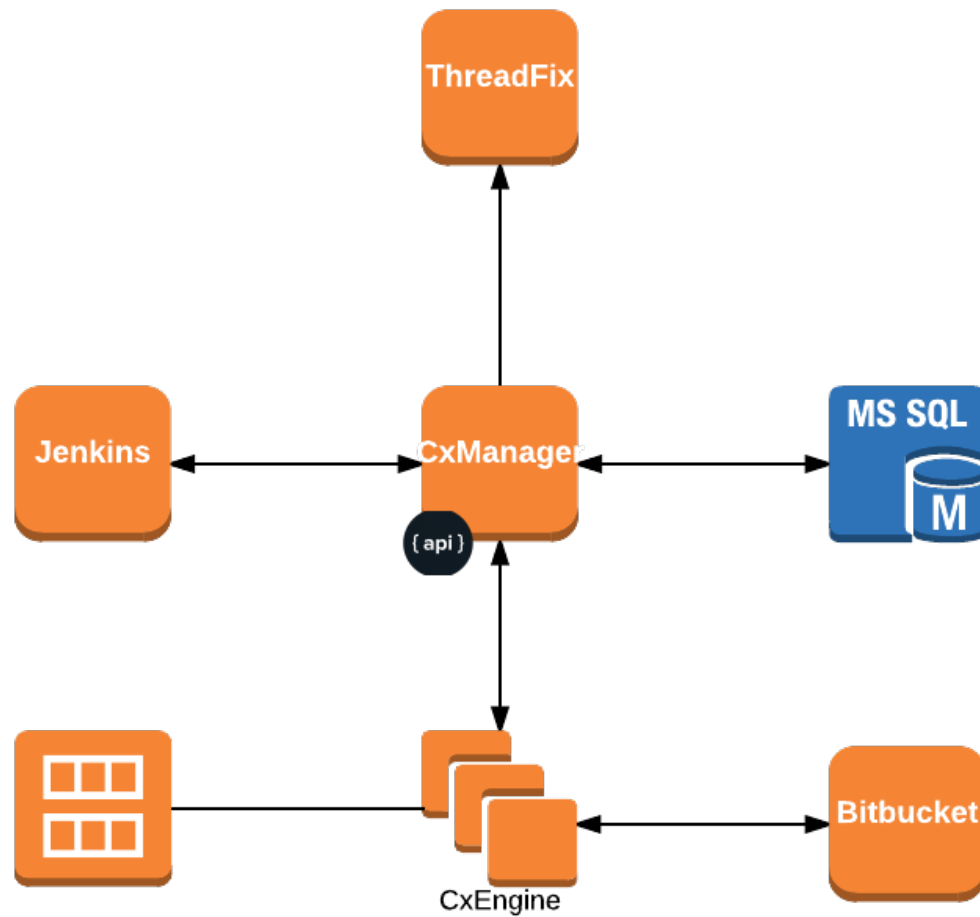 ThreadFix
Jenkins
CxManager
MS SQL
M
{api}
Bitbucket
CxEngine